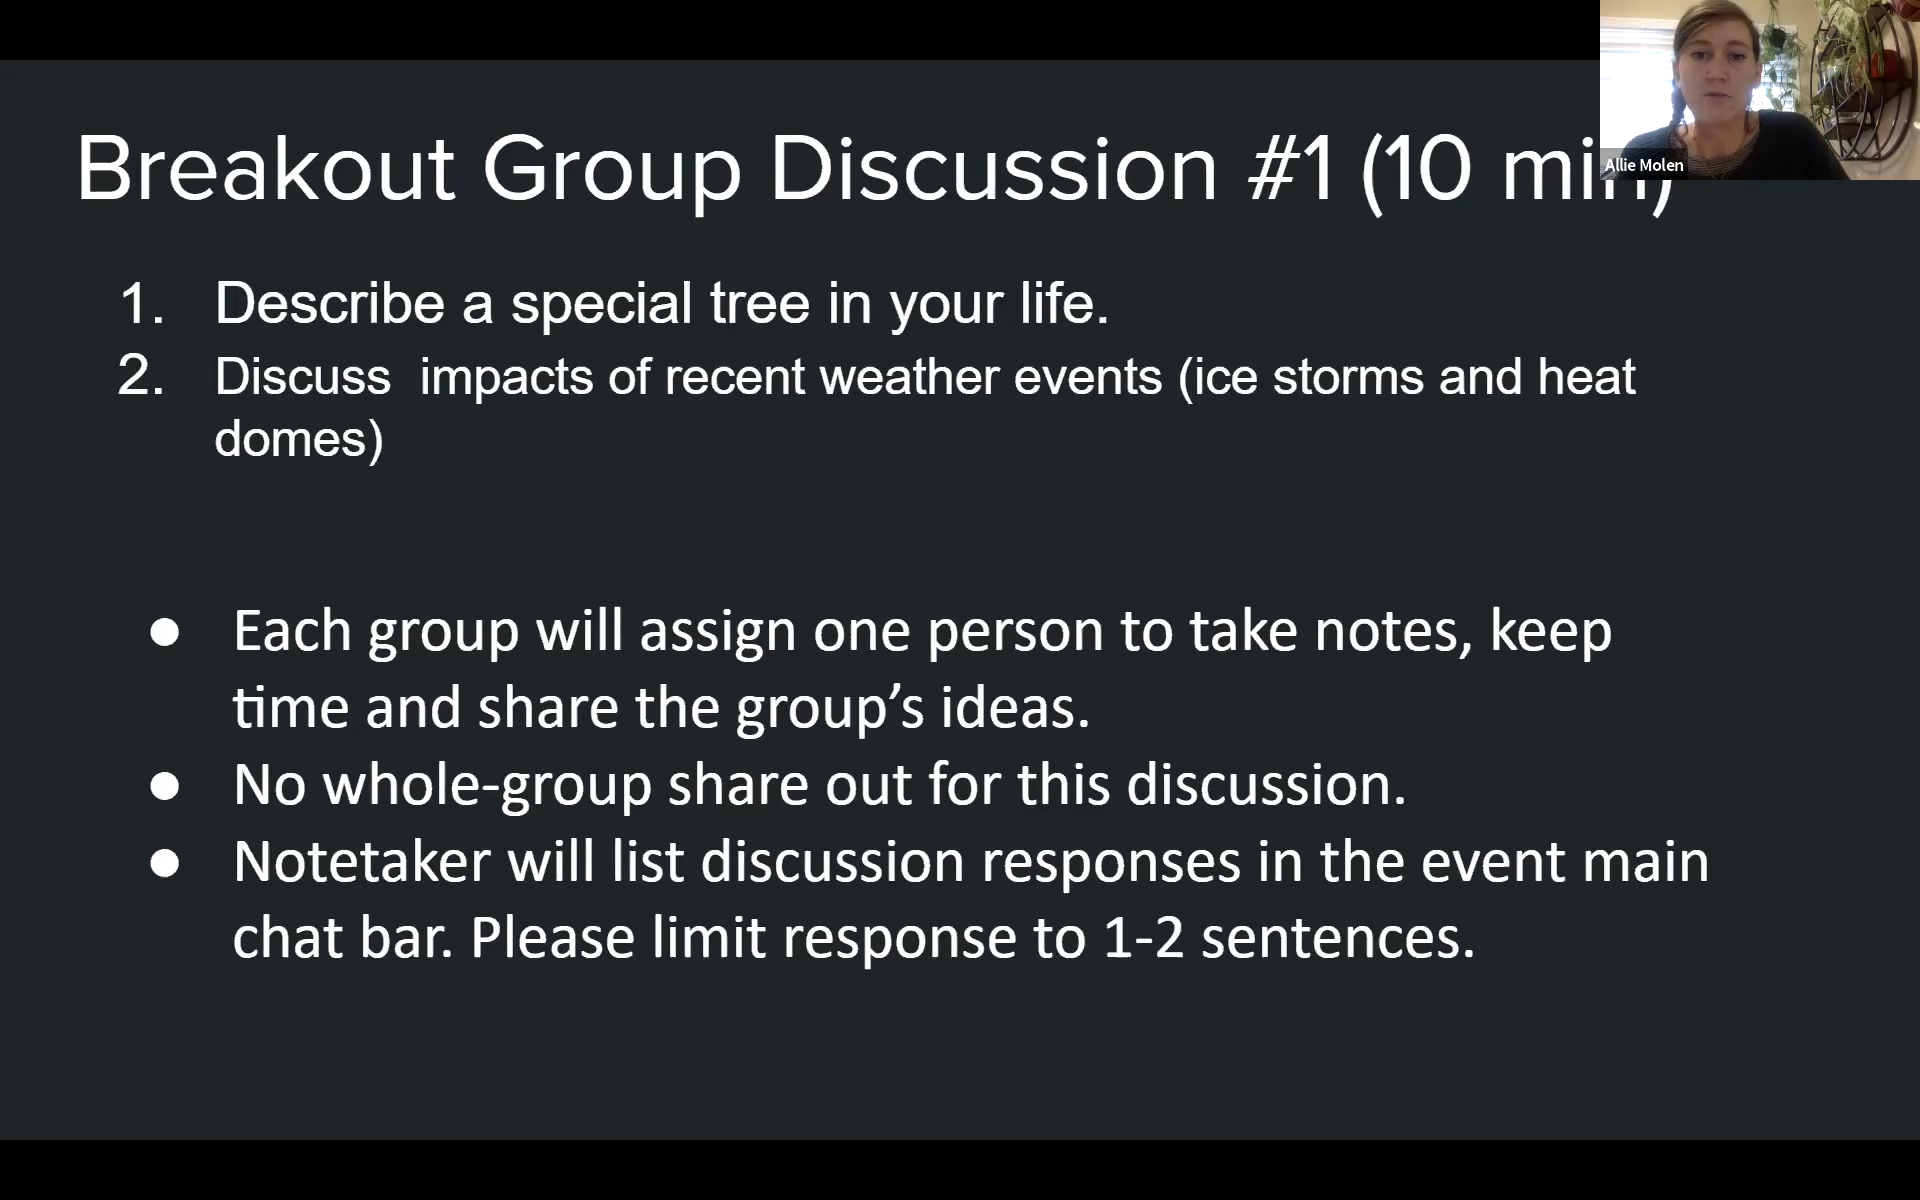 Breakout Group Discussion #1 (10 min)
Allie Molen
1. Describe a special tree in your life.
2. Discuss  impacts of recent weather events (ice storms and heat
domes)
● Each group will assign one person to take notes, keep
time and share the group’s ideas.
● No whole-group share out for this discussion.
● Notetaker will list discussion responses in the event main
chat bar. Please limit response to 1-2 sentences.